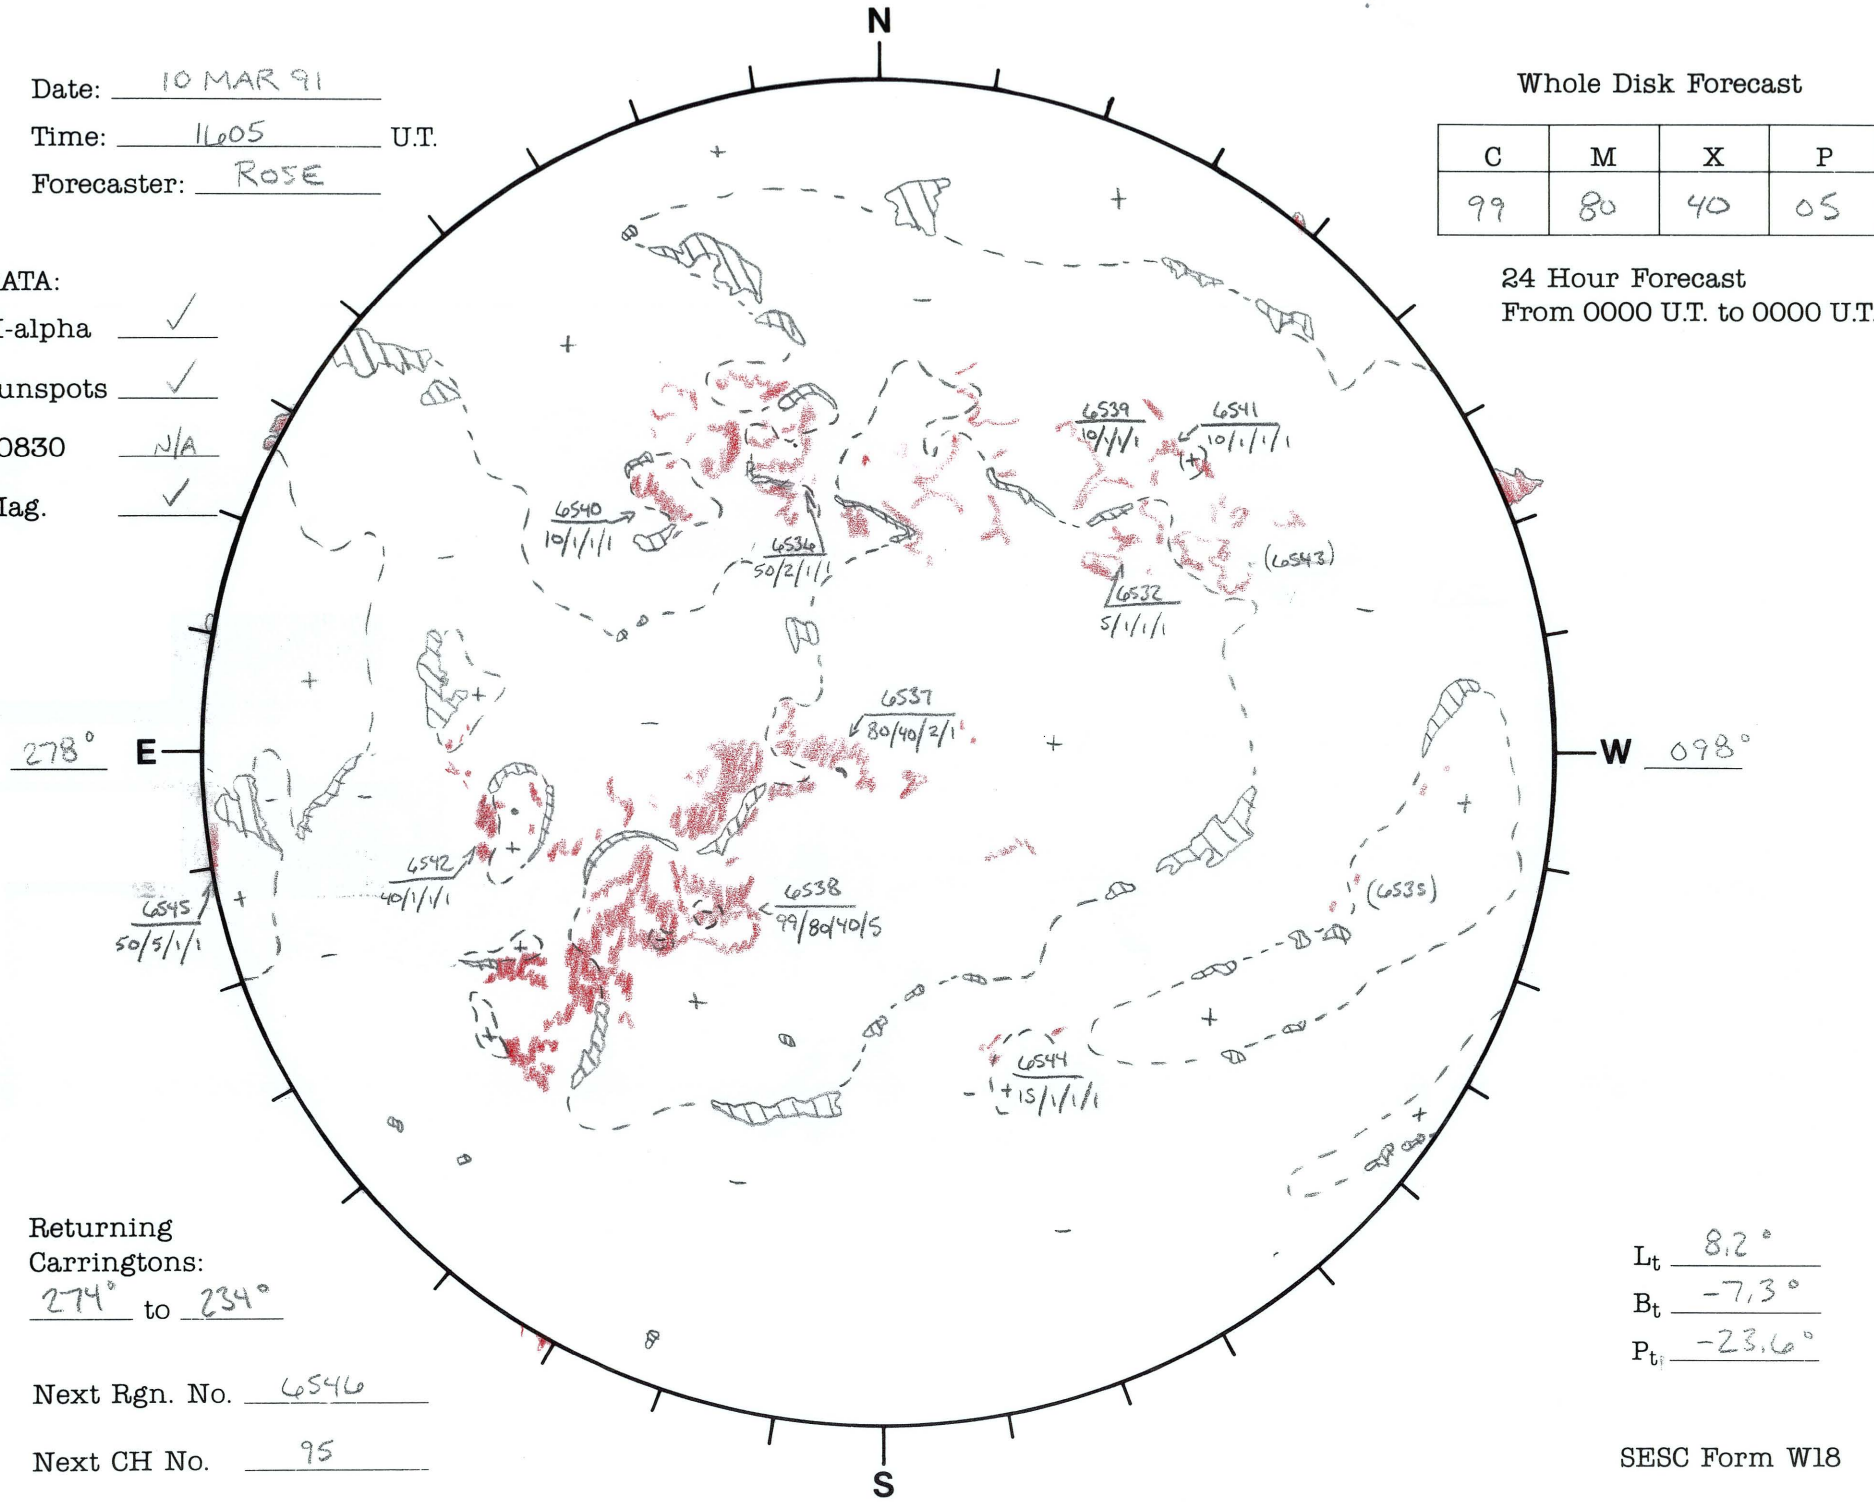 N
Date: 10 MAR 91
Time: 1605 U.T.
Forecaster: ROSE
Whole Disk Forecast
C M X P
99 80 40 05
24 Hour Forecast
From 0000 U.T. to 0000 U.T.
ATA:
I-alpha ✓
unspots ✓
0830 N/A
Mag. ✓
6539
10/1/1/1
6541
10/1/1/1
6540
10/1/1/1
6536
50/2/1/1
(6543)
6532
5/1/1/1
6537
80/40/2/1
278° E
W 098°
6542
40/1/1/1
6538
99/80/40/5
(6535)
6545
50/5/1/1
6544
15/1/1/1
Returning
Carringtons:
274° to 234°
Next Rgn. No. 6546
Next CH No. 95
Lt 8.2°
Bt -7.3°
Pt -23.6°
SESC Form W18
S